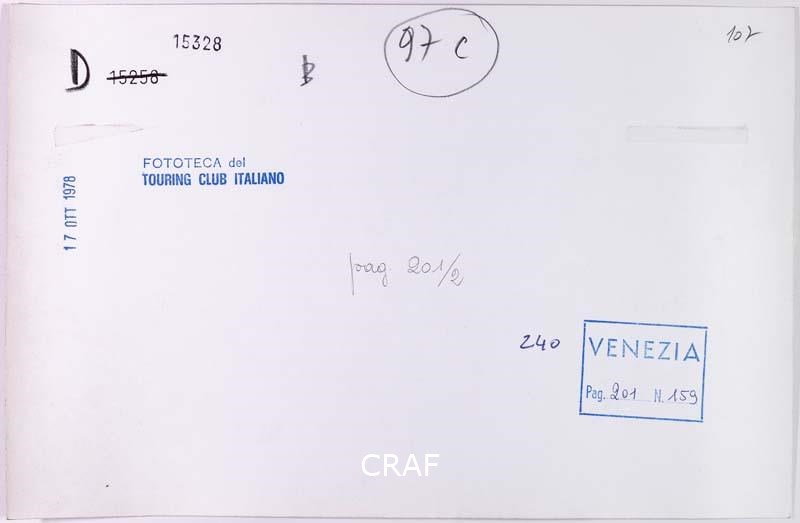 15328
97 C
107
D
15258
B
FOTOTECA del
TOURING CLUB ITALIANO
17 OTT 1978
pag 201/2
240
VENEZIA
Pag. 201 N. 159
CRAF